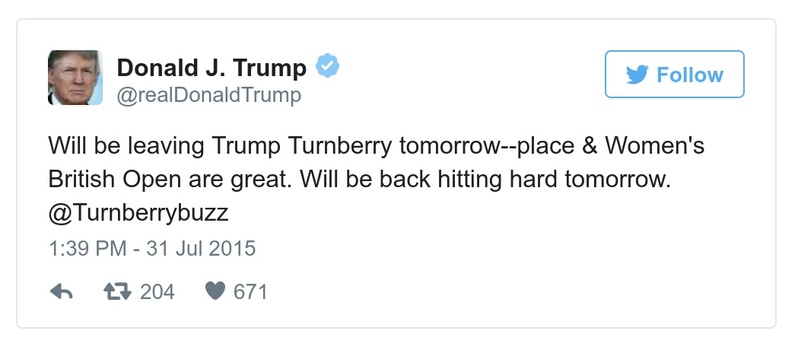 Donald J. Trump
@realDonaldTrump
Follow
Will be leaving Trump Turnberry tomorrow--place & Women's
British Open are great. Will be back hitting hard tomorrow.
@Turnberrybuzz
1:39 PM - 31 Jul 2015
204 671